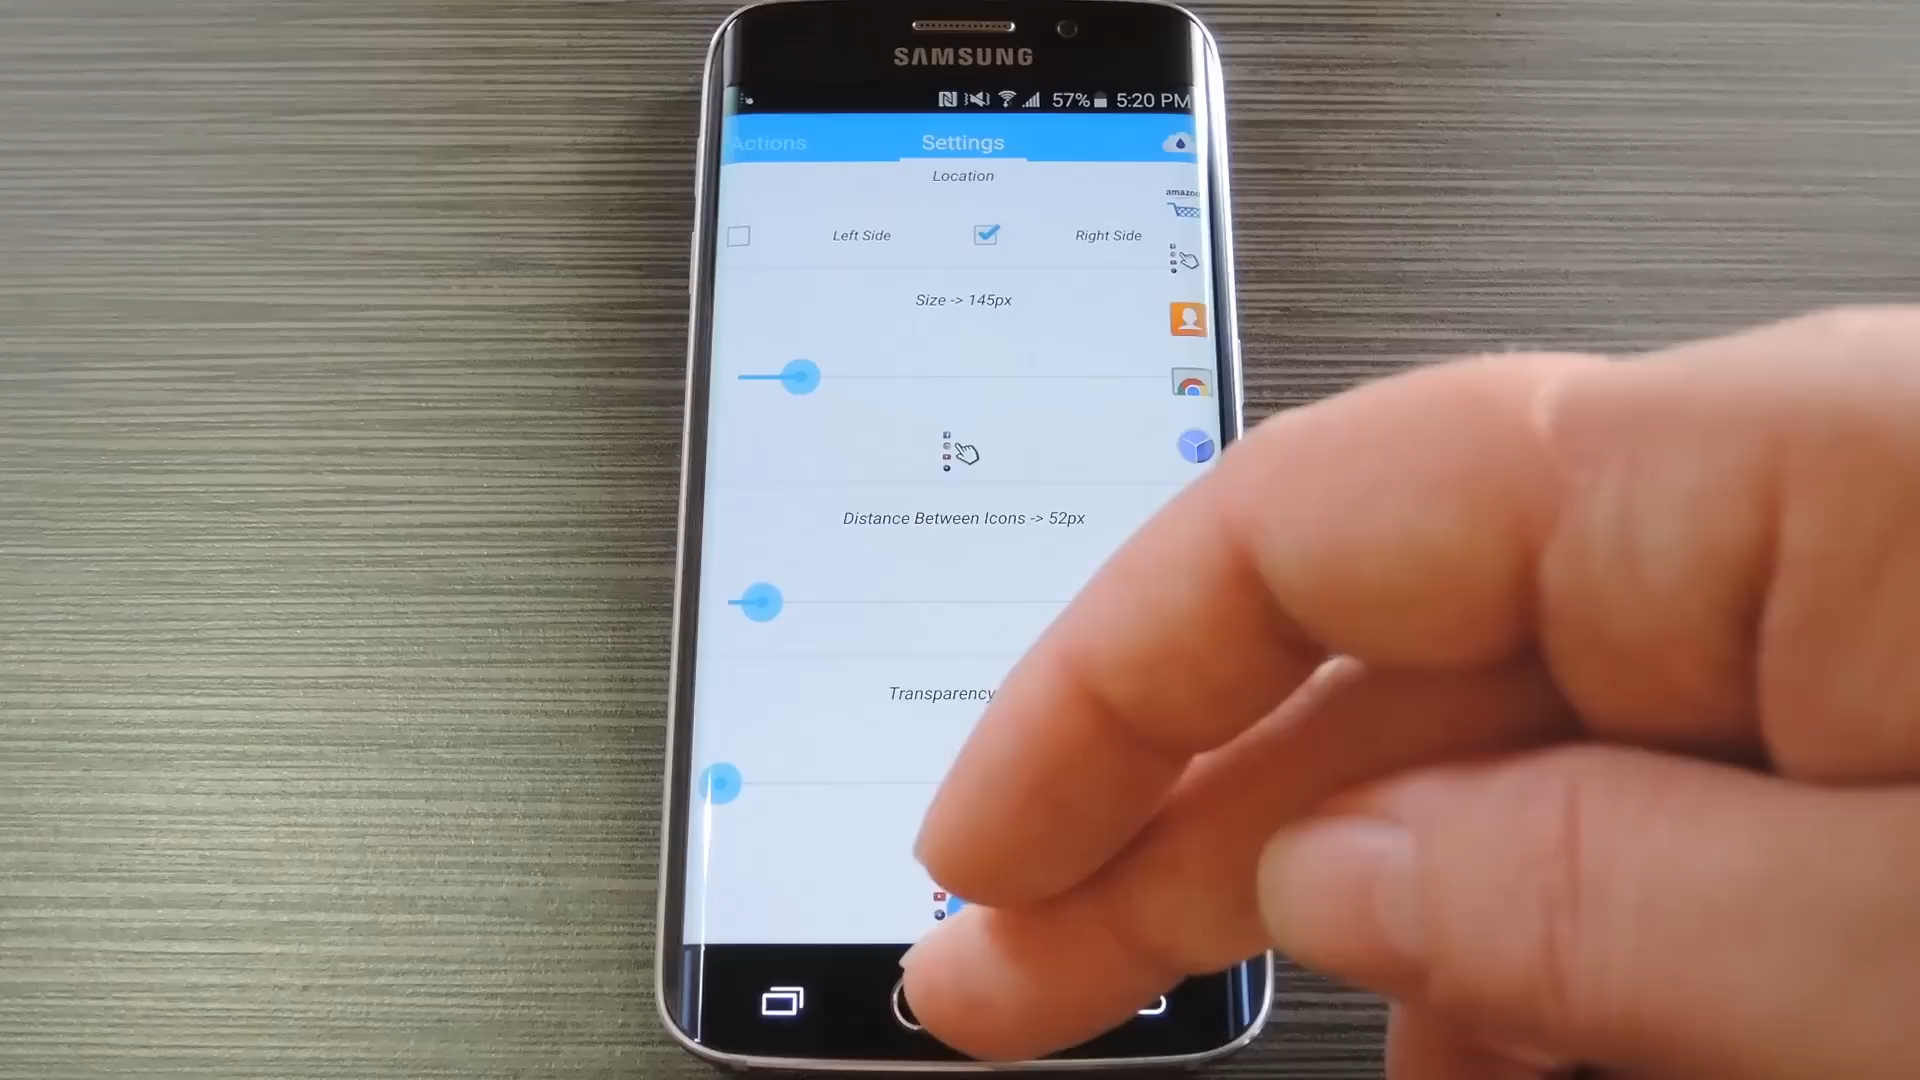 SAMSUNG
57% 5:20 PM
Actions
Settings
Location
amazon
Left Side
Right Side
Size -> 145px
Distance Between Icons -> 52px
Transparency